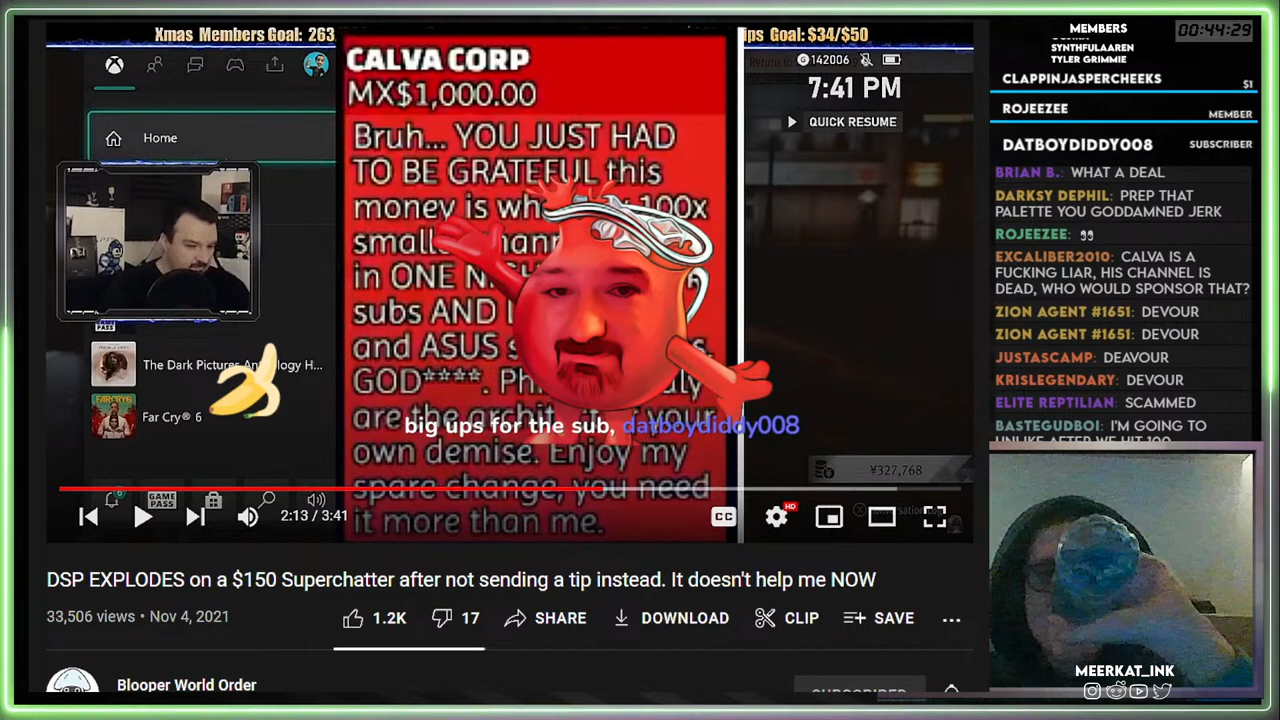 Xmas Members Goal: 263
ips Goal: $34/$50
CALVA CORP
MX$1,000.00
Bruh... YOU JUST HAD
TO BE GRATEFUL this
money is 100x
small
in ONE
subs AND
and ASUS
GOD****.
are the your
own demise. Enjoy my
spare change, you need
it more than me.
Home
142006
7:41 PM
QUICK RESUME
The Dark Pictures logy H...
Far Cry® 6
GAME PASS
big ups for the sub, datboydiddy008
¥327,768
2:13 / 3:41
CC
HD
DSP EXPLODES on a $150 Superchatter after not sending a tip instead. It doesn't help me NOW
33,506 views • Nov 4, 2021
1.2K
17
SHARE
DOWNLOAD
CLIP
SAVE
Blooper World Order
MEMBERS
00:44:29
SYNTHFULAAREN
TYLER GRIMMIE
CLAPPINJASPERCHEEKS $1
ROJEEZEE MEMBER
DATBOYDIDDY008 SUBSCRIBER
BRIAN B.: WHAT A DEAL
DARKSY DEPHIL: PREP THAT
PALETTE YOU GODDAMNED JERK
ROJEEZEE:
EXCALIBER2010: CALVA IS A
FUCKING LIAR, HIS CHANNEL IS
DEAD, WHO WOULD SPONSOR THAT?
ZION AGENT #1651: DEVOUR
ZION AGENT #1651: DEVOUR
JUSTASCAMP: DEAVOUR
KRISLEGENDARY: DEVOUR
ELITE REPTILIAN: SCAMMED
BASTEGUDBOI: I'M GOING TO
UNLIKE AFTER WE HIT 100
MEERKAT_INK